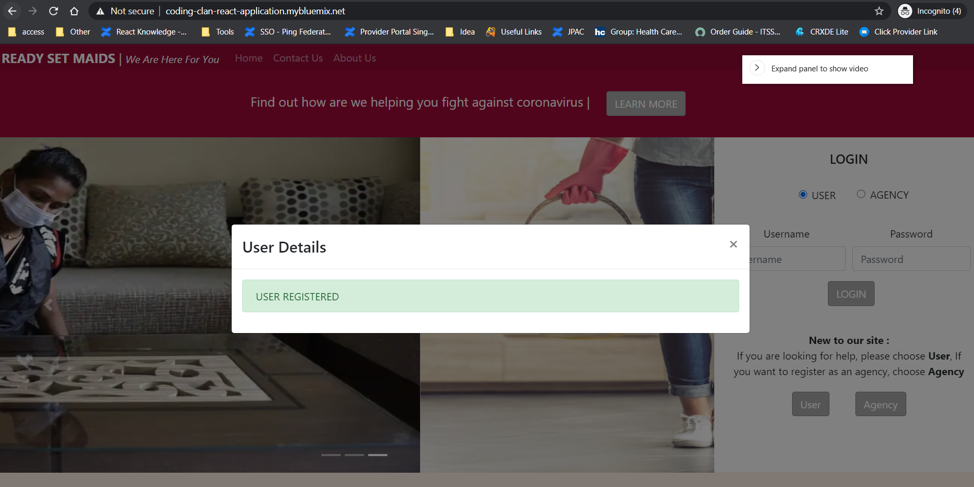 Not secure | coding-clan-react-application.mybluemix.net
Incognito (4)
access Other React Knowledge -... Tools SSO - Ping Federat... Provider Portal Sing... Idea Useful Links JPAC hc Group: Health Care... Order Guide - ITSS... CRXDE Lite Click Provider Link
READY SET MAIDS | We Are Here For You Home Contact Us About Us
Expand panel to show video
Find out how are we helping you fight against coronavirus | LEARN MORE
LOGIN
USER AGENCY
Username Password
ername Password
LOGIN
User Details ×
USER REGISTERED
New to our site :
If you are looking for help, please choose User, If
you want to register as an agency, choose Agency
User Agency